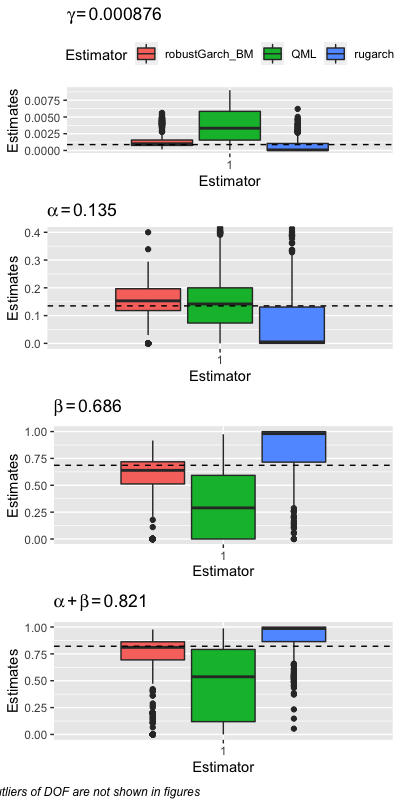 γ=0.000876
Estimator robustGarch_BM QML rugarch
Estimates
0.0075
0.0050
0.0025
0.0000
1
Estimator
α=0.135
Estimates
0.4
0.3
0.2
0.1
0.0
1
Estimator
β=0.686
Estimates
1.00
0.75
0.50
0.25
0.00
1
Estimator
α+β=0.821
Estimates
1.00
0.75
0.50
0.25
0.00
1
Estimator
utliers of DOF are not shown in figures